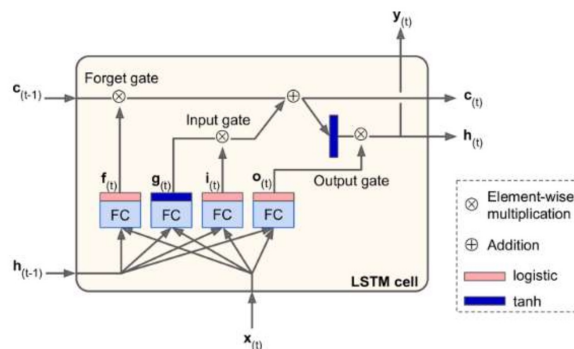 y(t)
Forget gate
c(t-1)
c(t)
Input gate
h(t)
f(t)
g(t)
i(t)
o(t)
Output gate
FC
FC
FC
FC
h(t-1)
LSTM cell
x(t)
Element-wise
multiplication
Addition
logistic
tanh